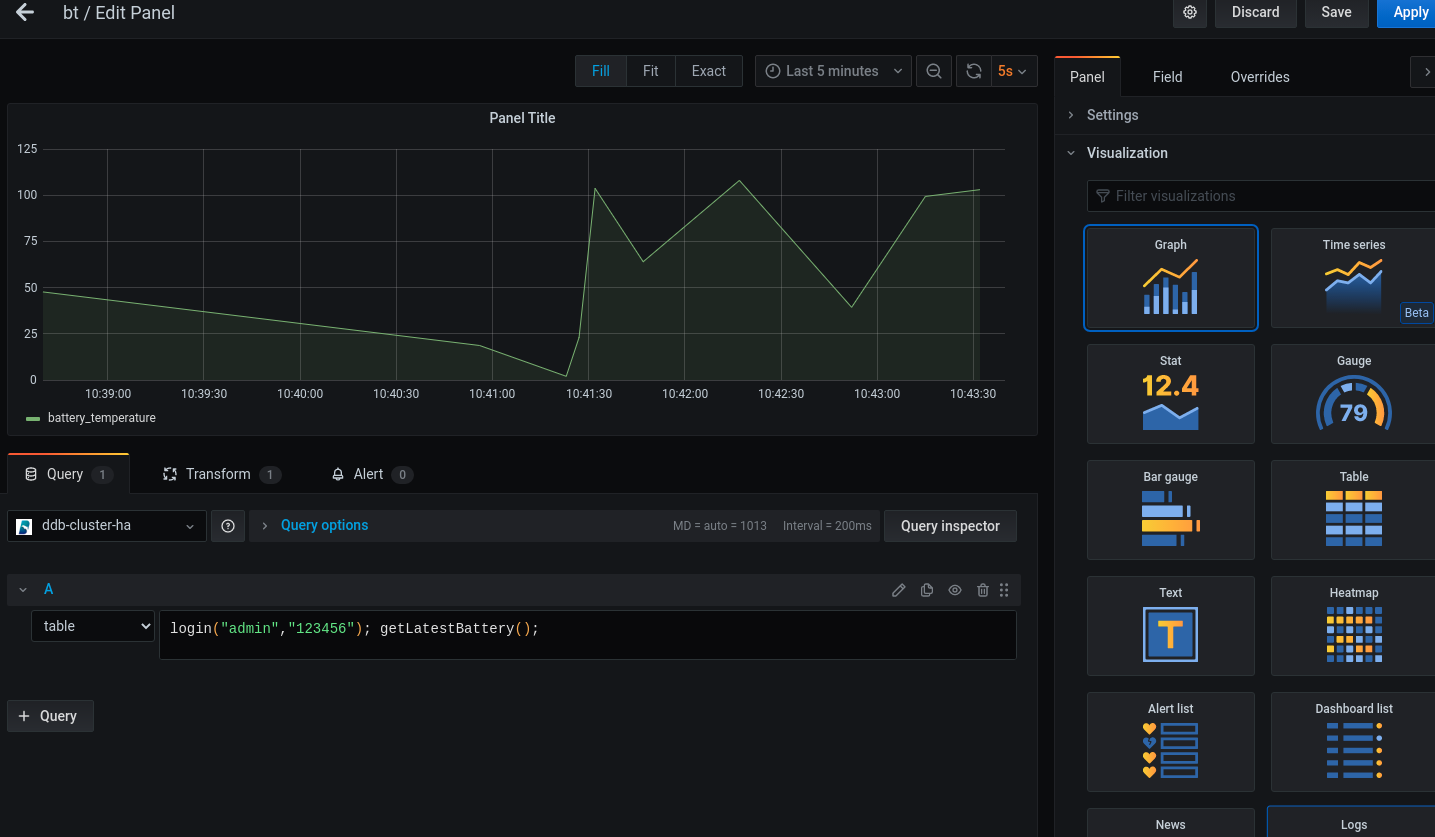 bt / Edit Panel
Discard
Save
Apply
Fill
Fit
Exact
Last 5 minutes
5s
Panel
Field
Overrides
Settings
Visualization
Filter visualizations
Panel Title
125
100
75
50
25
0
10:39:00
10:39:30
10:40:00
10:40:30
10:41:00
10:41:30
10:42:00
10:42:30
10:43:00
10:43:30
battery_temperature
Graph
Time series
Beta
Stat
12.4
Gauge
79
Bar gauge
Table
Text
T
Heatmap
Alert list
Dashboard list
News
Logs
Query 1
Transform 1
Alert 0
ddb-cluster-ha
Query options
MD = auto = 1013
Interval = 200ms
Query inspector
A
table
login("admin","123456"); getLatestBattery();
+ Query